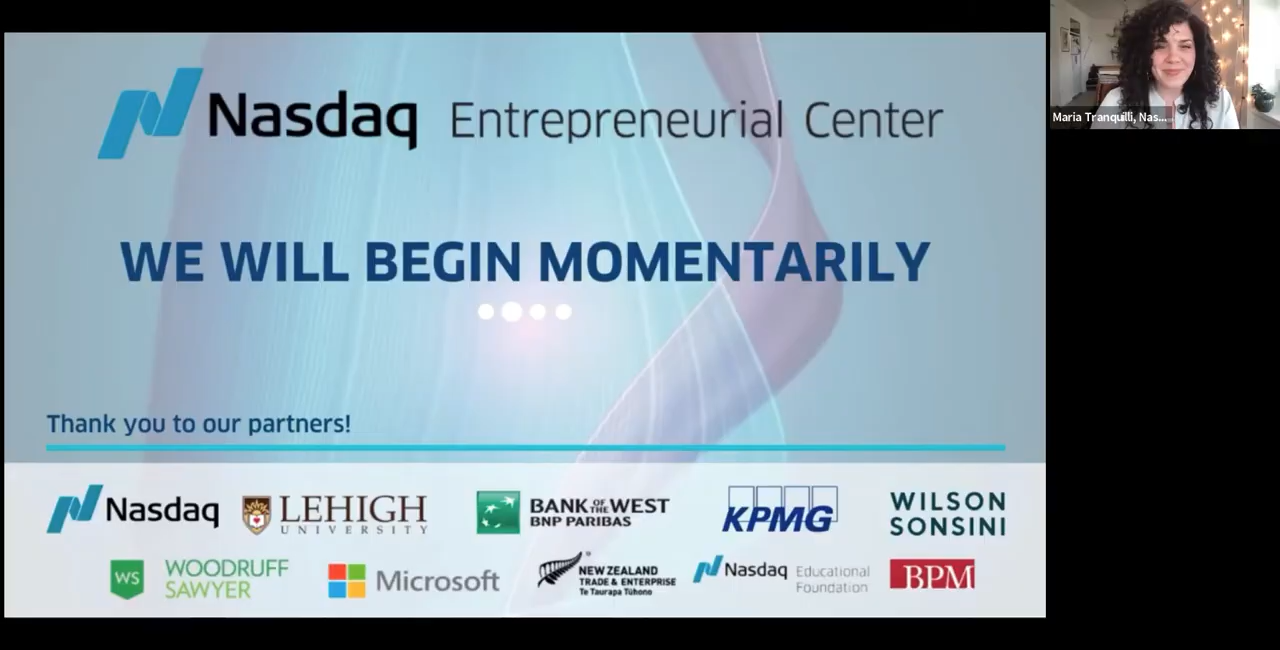 Nasdaq Entrepreneurial Center
Maria Tranquilli, Nas...
WE WILL BEGIN MOMENTARILY
Thank you to our partners!
Nasdaq
LEHIGH
UNIVERSITY
BANK OF THE WEST
BNP PARIBAS
KPMG
WILSON
SONSINI
WS
WOODRUFF
SAWYER
Microsoft
NEW ZEALAND
TRADE & ENTERPRISE
Te Taurapa Tūhono
Nasdaq Educational
Foundation
BPM